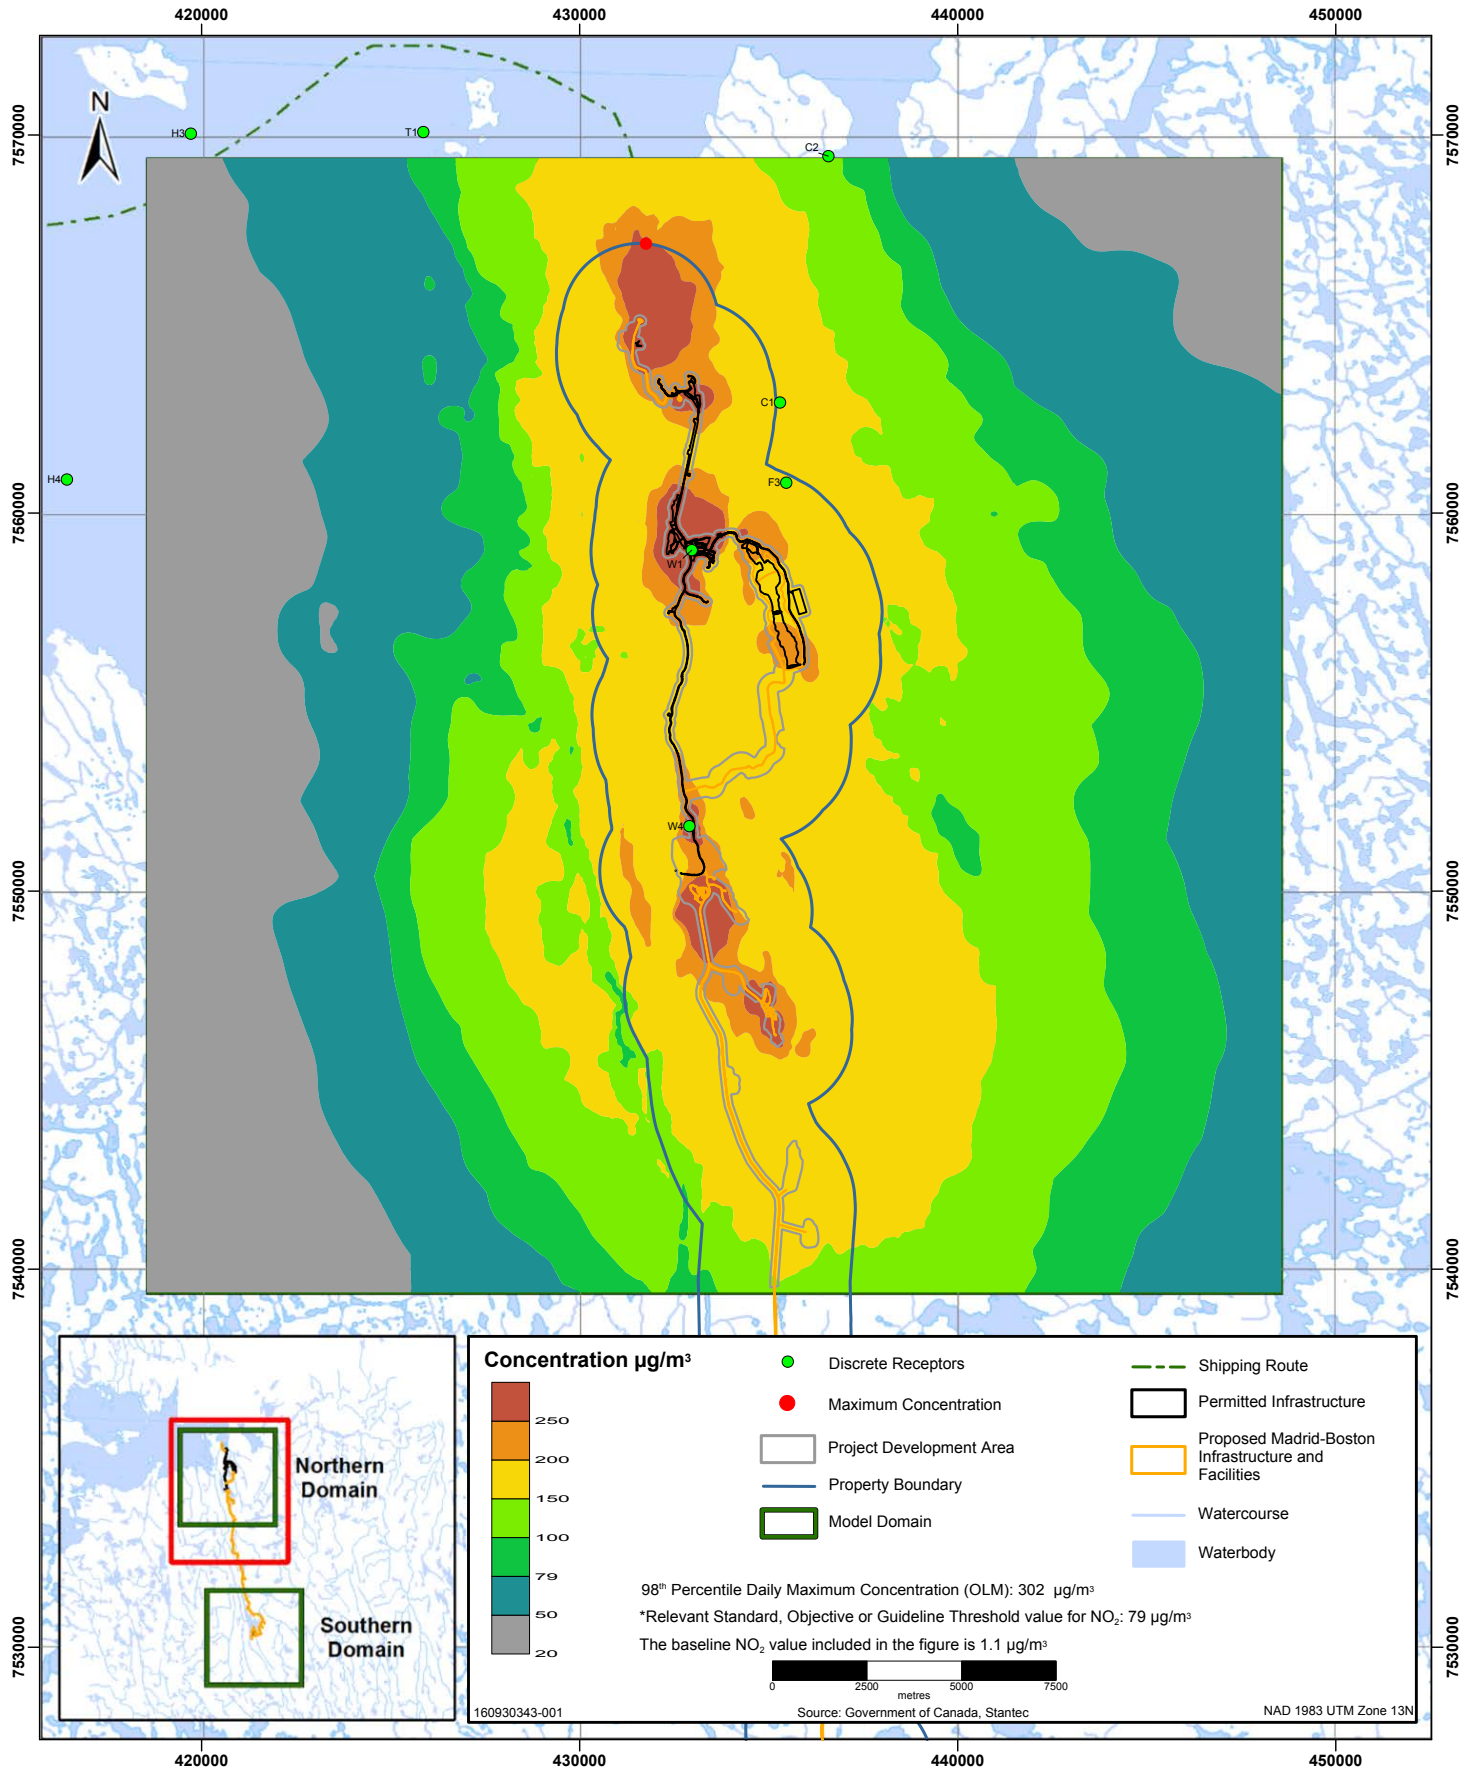 420000
430000
440000
450000
7570000
7570000
N
H3
T1
C2
C1
H4
F3
7560000
7560000
W1
W4
7550000
7550000
7540000
7540000
Northern
Domain
Southern
Domain
7530000
7530000
Concentration µg/m³
250
200
150
100
79
50
20
Discrete Receptors
Maximum Concentration
Project Development Area
Property Boundary
Model Domain
Shipping Route
Permitted Infrastructure
Proposed Madrid-Boston
Infrastructure and
Facilities
Watercourse
Waterbody
98th Percentile Daily Maximum Concentration (OLM): 302 µg/m³
*Relevant Standard, Objective or Guideline Threshold value for NO₂: 79 µg/m³
The baseline NO₂ value included in the figure is 1.1 µg/m³
0 2500 5000 7500
metres
160930343-001
Source: Government of Canada, Stantec
NAD 1983 UTM Zone 13N
420000
430000
440000
450000